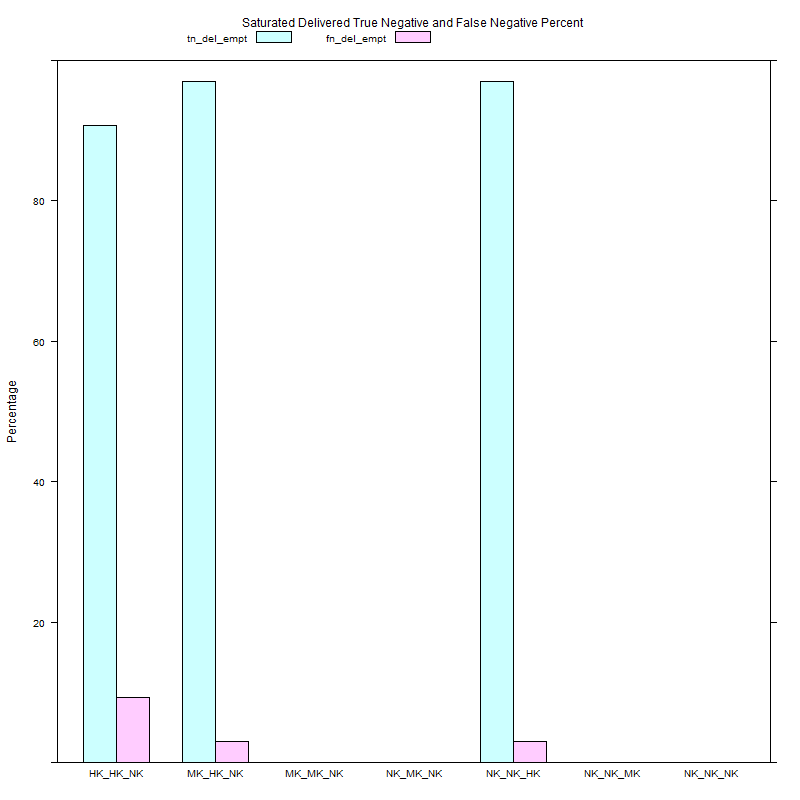 Saturated Delivered True Negative and False Negative Percent
tn_del_empt fn_del_empt
80
60
Percentage
40
20
HK_HK_NK MK_HK_NK MK_MK_NK NK_MK_NK NK_NK_HK NK_NK_MK NK_NK_NK